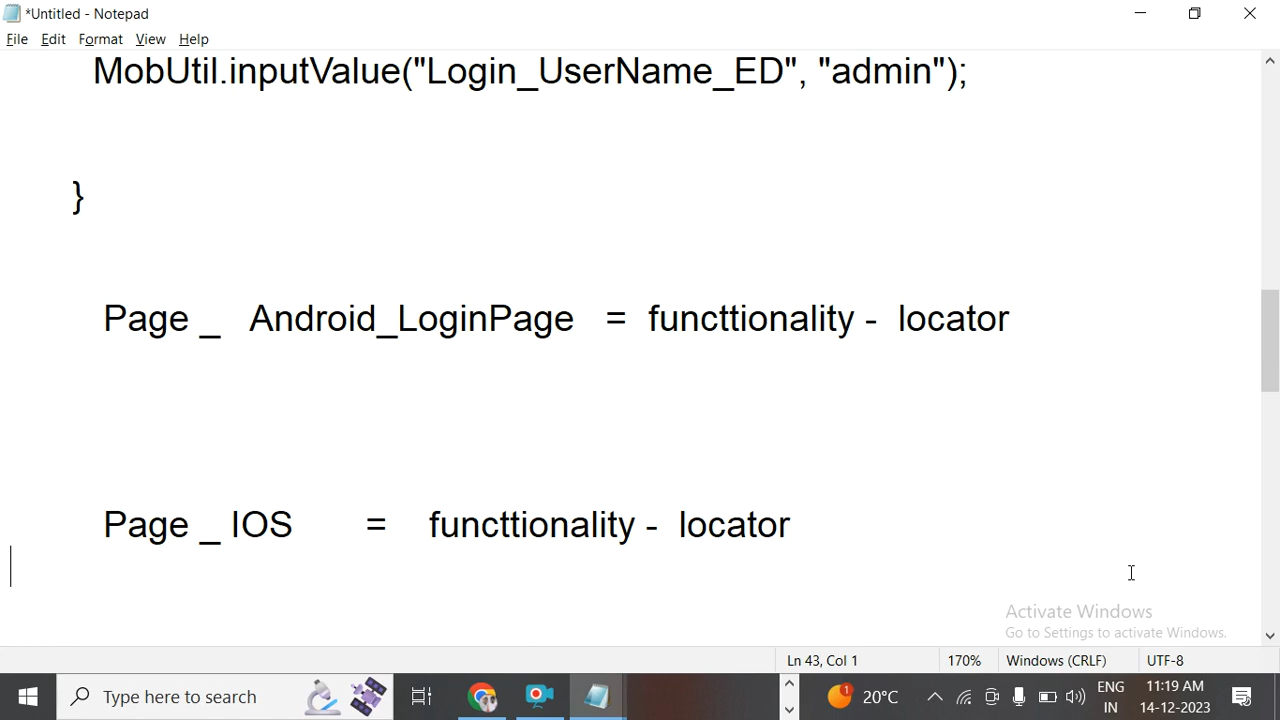 *Untitled - Notepad
File Edit Format View Help
MobUtil.inputValue("Login_UserName_ED", "admin");
}
Page _ Android_LoginPage = functtionality - locator
Page _ IOS = functtionality - locator
Activate Windows
Go to Settings to activate Windows.
Ln 43, Col 1 170% Windows (CRLF) UTF-8
Type here to search 1 20°C ENG 11:19 AM
IN 14-12-2023